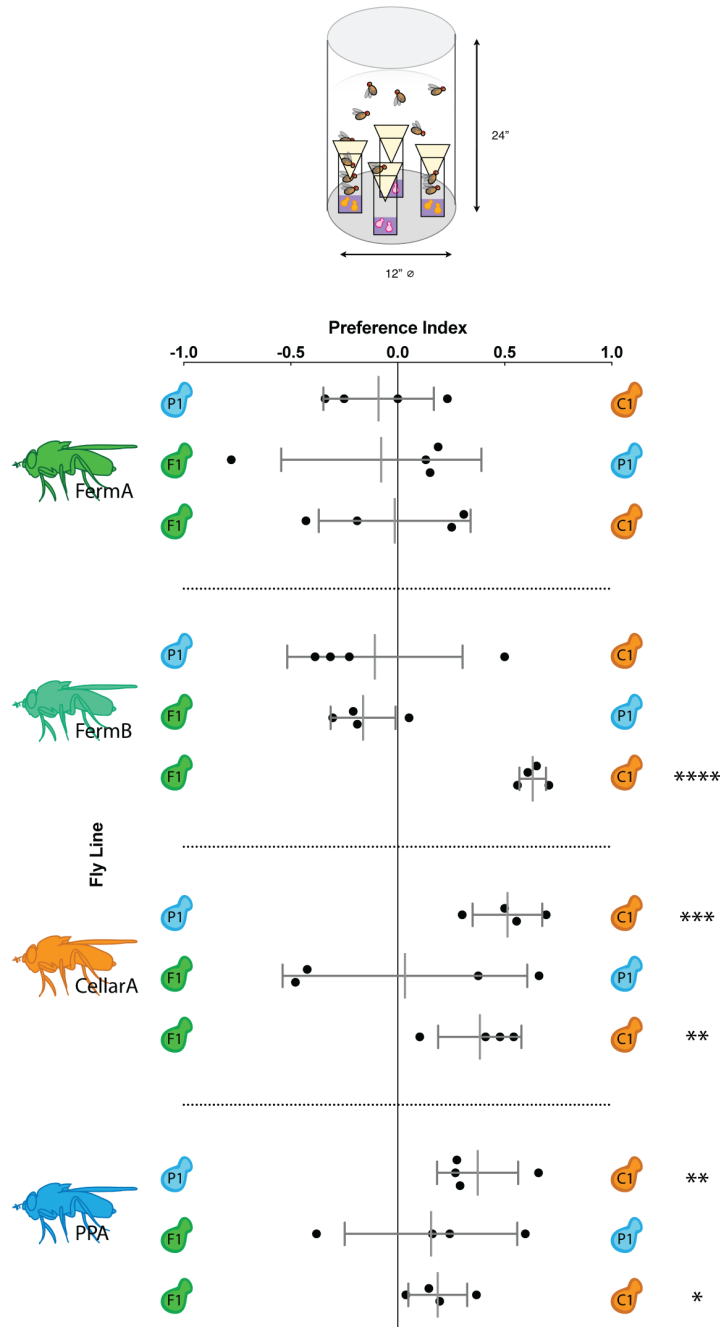 24"
12" ⌀
Preference Index
-1.0 -0.5 0.0 0.5 1.0
P1 C1
FermA
F1 P1
F1 C1
P1 C1
FermB
F1 P1
F1 C1 ****
Fly Line
P1 C1 ***
CellarA
F1 P1
F1 C1 **
P1 C1 **
PPA
F1 P1
F1 C1 *